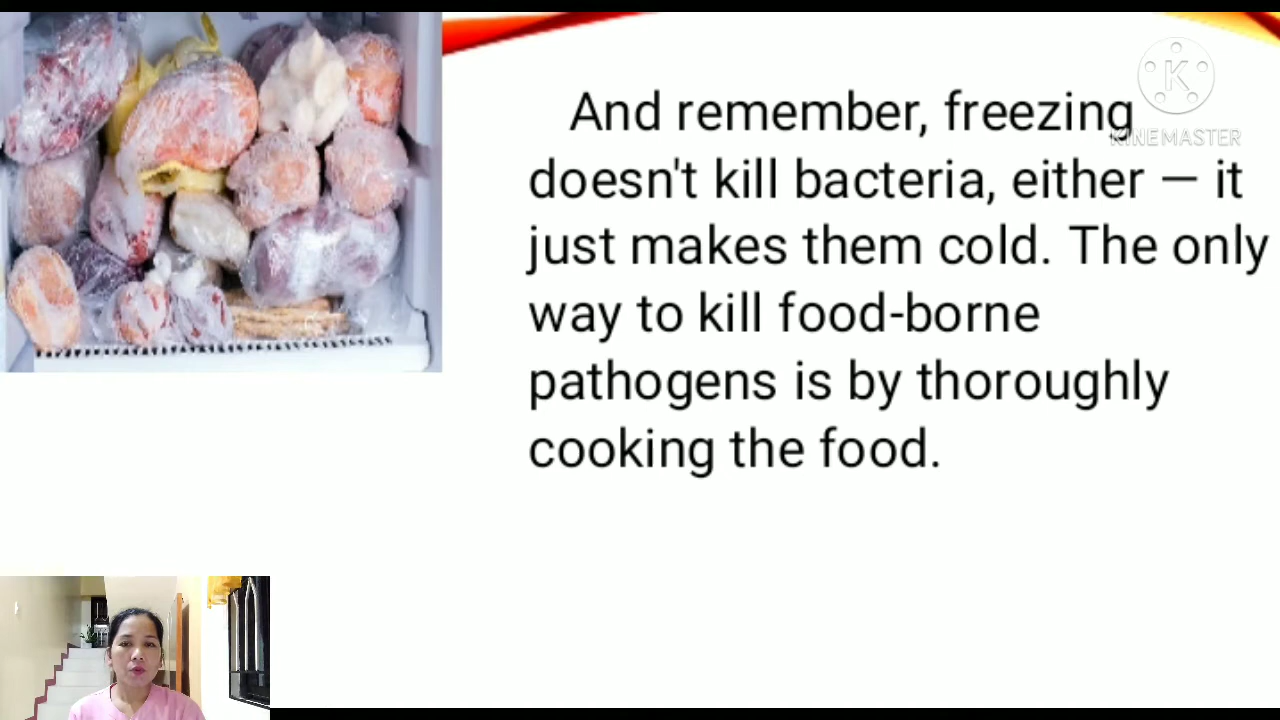 And remember, freezing
doesn't kill bacteria, either — it
just makes them cold. The only
way to kill food-borne
pathogens is by thoroughly
cooking the food.
K
KINEMASTER